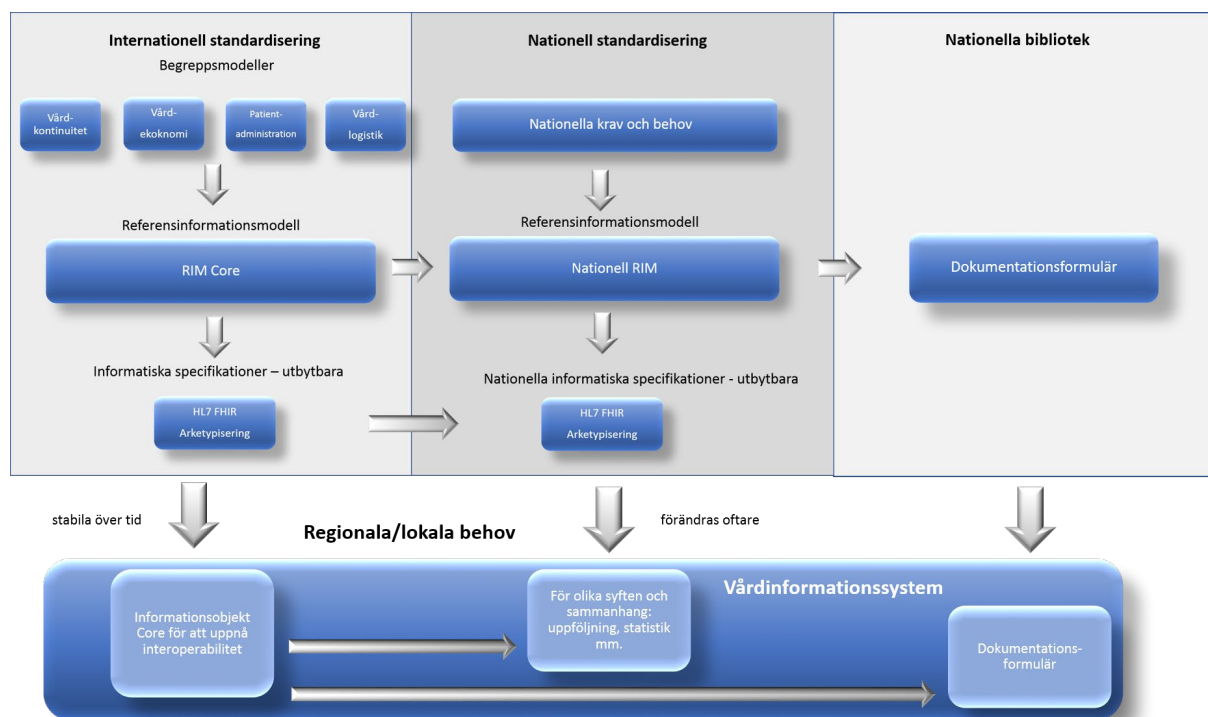 Internationell standardisering
Begreppsmodeller
Vård-
kontinuitet
Vård-
ekoknomi
Patient-
administration
Vård-
logistik
Referensinformationsmodell
RIM Core
Informatiska specifikationer – utbytbara
HL7 FHIR
Arketypisering
Nationell standardisering
Nationella krav och behov
Referensinformationsmodell
Nationell RIM
Nationella informatiska specifikationer - utbytbara
HL7 FHIR
Arketypisering
Nationella bibliotek
Dokumentationsformulär
stabila över tid
Regionala/lokala behov
förändras oftare
Vårdinformationssystem
Informationsobjekt
Core för att uppnå
interoperabilitet
För olika syften och
sammanhang:
uppföljning, statistik
mm.
Dokumentations-
formulär